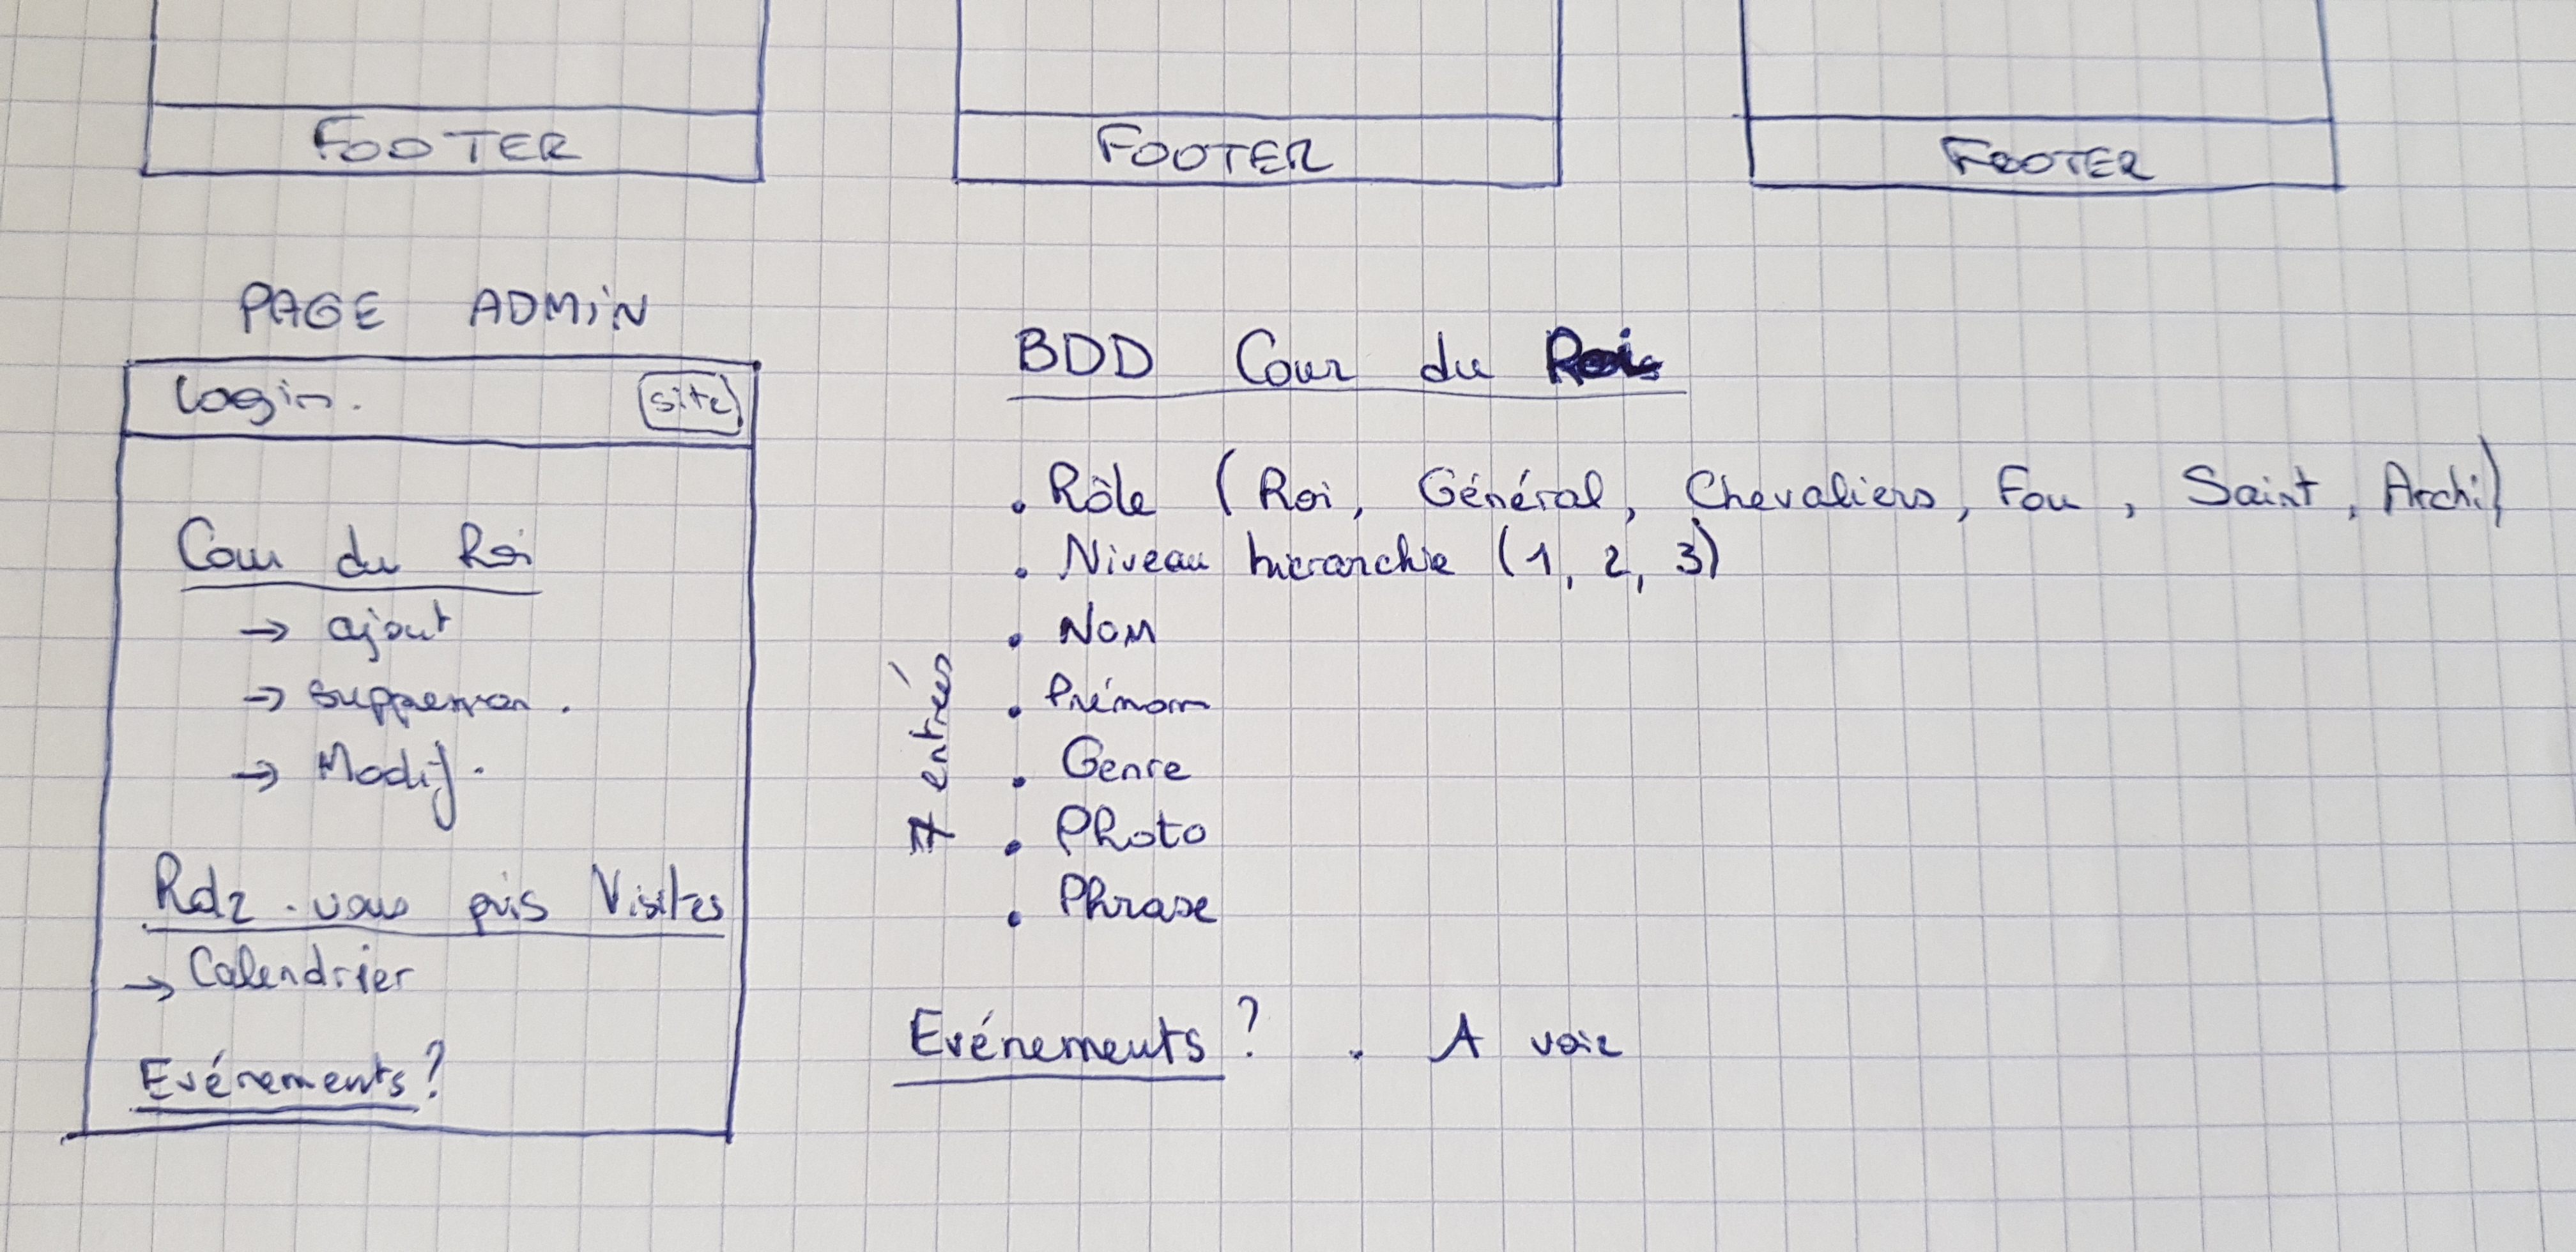 FOOTER
FOOTER
FOOTER
PAGE ADMIN
Login. site
Cour du Roi
→ ajout
→ suppression.
→ Modif.
Rdz-vous pris Visites
→ Calendrier
Evénements ?
BDD Cour du Roi
• Rôle (Roi, Général, Chevaliers, Fou, Saint, Archi)
• Niveau hierarchie (1, 2, 3)
• Nom
• Prénom
• Genre
• Photo
• Phrase
7 entrées
Evénements ? • A voir